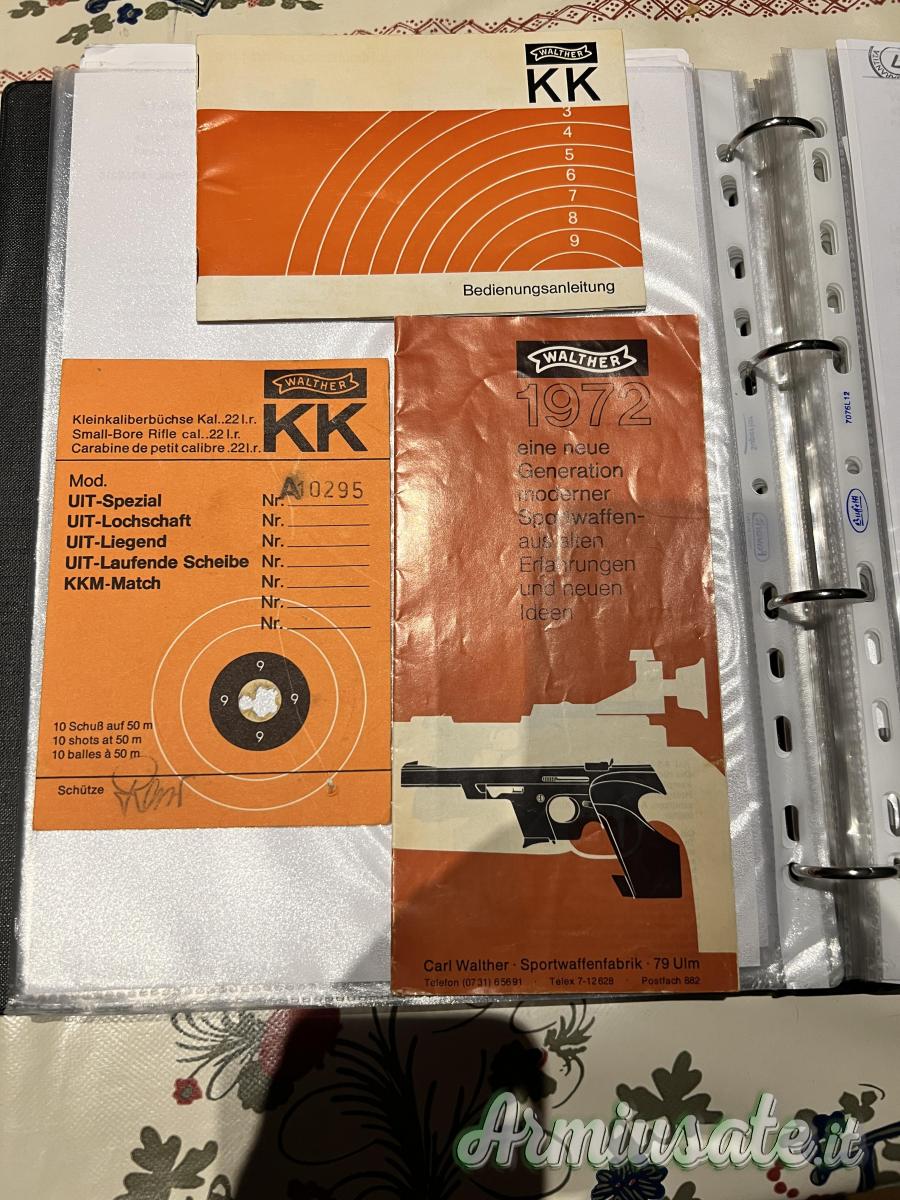 WALTHER
KK
3
4
5
6
7
8
9
Bedienungsanleitung
WALTHER
KK
Kleinkaliberbüchse Kal..22 l.r.
Small-Bore Rifle cal..22 l.r.
Carabine de petit calibre .22 l.r.
Mod.
UIT-Spezial Nr. A10295
UIT-Lochschaft Nr.
UIT-Liegend Nr.
UIT-Laufende Scheibe Nr.
KKM-Match Nr.
Nr.
Nr.
9
9 9
9
10 Schuß auf 50 m
10 shots at 50 m
10 balles à 50 m
Schütze
WALTHER
1972
eine neue
Generation
moderner
Sportwaffen-
aus alten
Erfahrungen
und neuen
Ideen
Carl Walther · Sportwaffenfabrik · 79 Ulm
Telefon (0731) 65691 · Telex 7-12628 · Postfach 882
7076L12
Buffetti
Armiusate.it